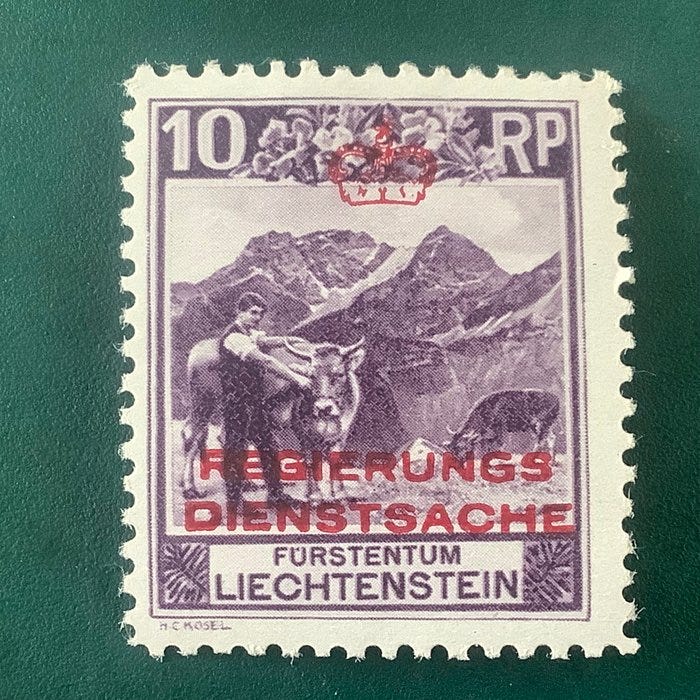 10 RP
REGIERUNGS
DIENSTSACHE
FÜRSTENTUM
LIECHTENSTEIN
H. C. KOSEL